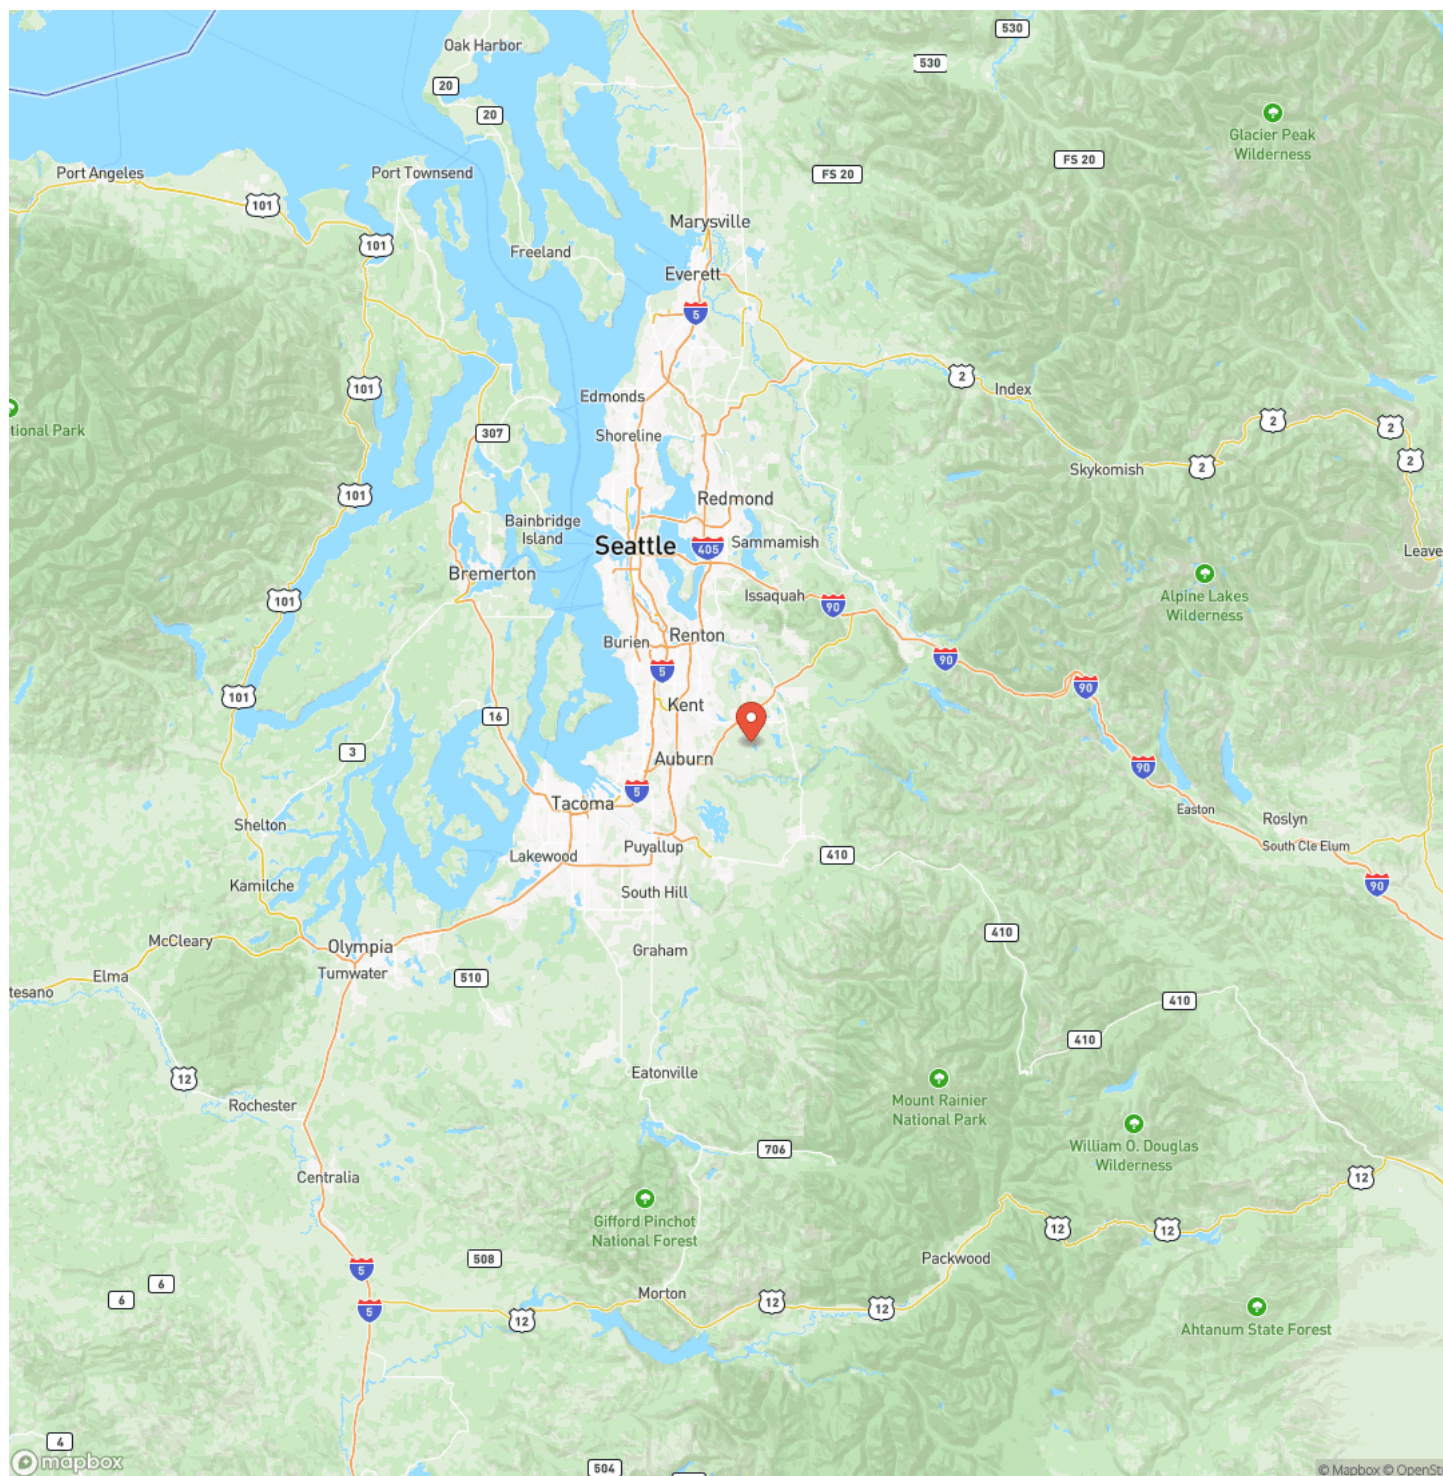 530
Oak Harbor
530
20
Glacier Peak
Wilderness
20
FS 20
FS 20
Port Angeles
Port Townsend
101
Marysville
101
Freeland
Everett
5
2
Index
101
Edmonds
tional Park
307
Shoreline
2
2
2
Skykomish
2
101
Redmond
Bainbridge
Island
Seattle
405
Sammamish
Leave
Bremerton
Alpine Lakes
Wilderness
101
Issaquah
90
Burien
Renton
90
5
90
101
16
Kent
3
Auburn
90
5
Tacoma
Easton
Shelton
Roslyn
South Cle Elum
Lakewood
Puyallup
410
Kamilche
South Hill
90
McCleary
Olympia
Graham
410
Tumwater
Elma
510
tesano
410
410
12
Eatonville
Mount Rainier
National Park
Rochester
William O. Douglas
Wilderness
706
Centralia
12
Gifford Pinchot
National Forest
12
12
508
Packwood
5
6
6
Morton
12
12
12
5
Ahtanum State Forest
4
mapbox
504
© Mapbox © OpenSt